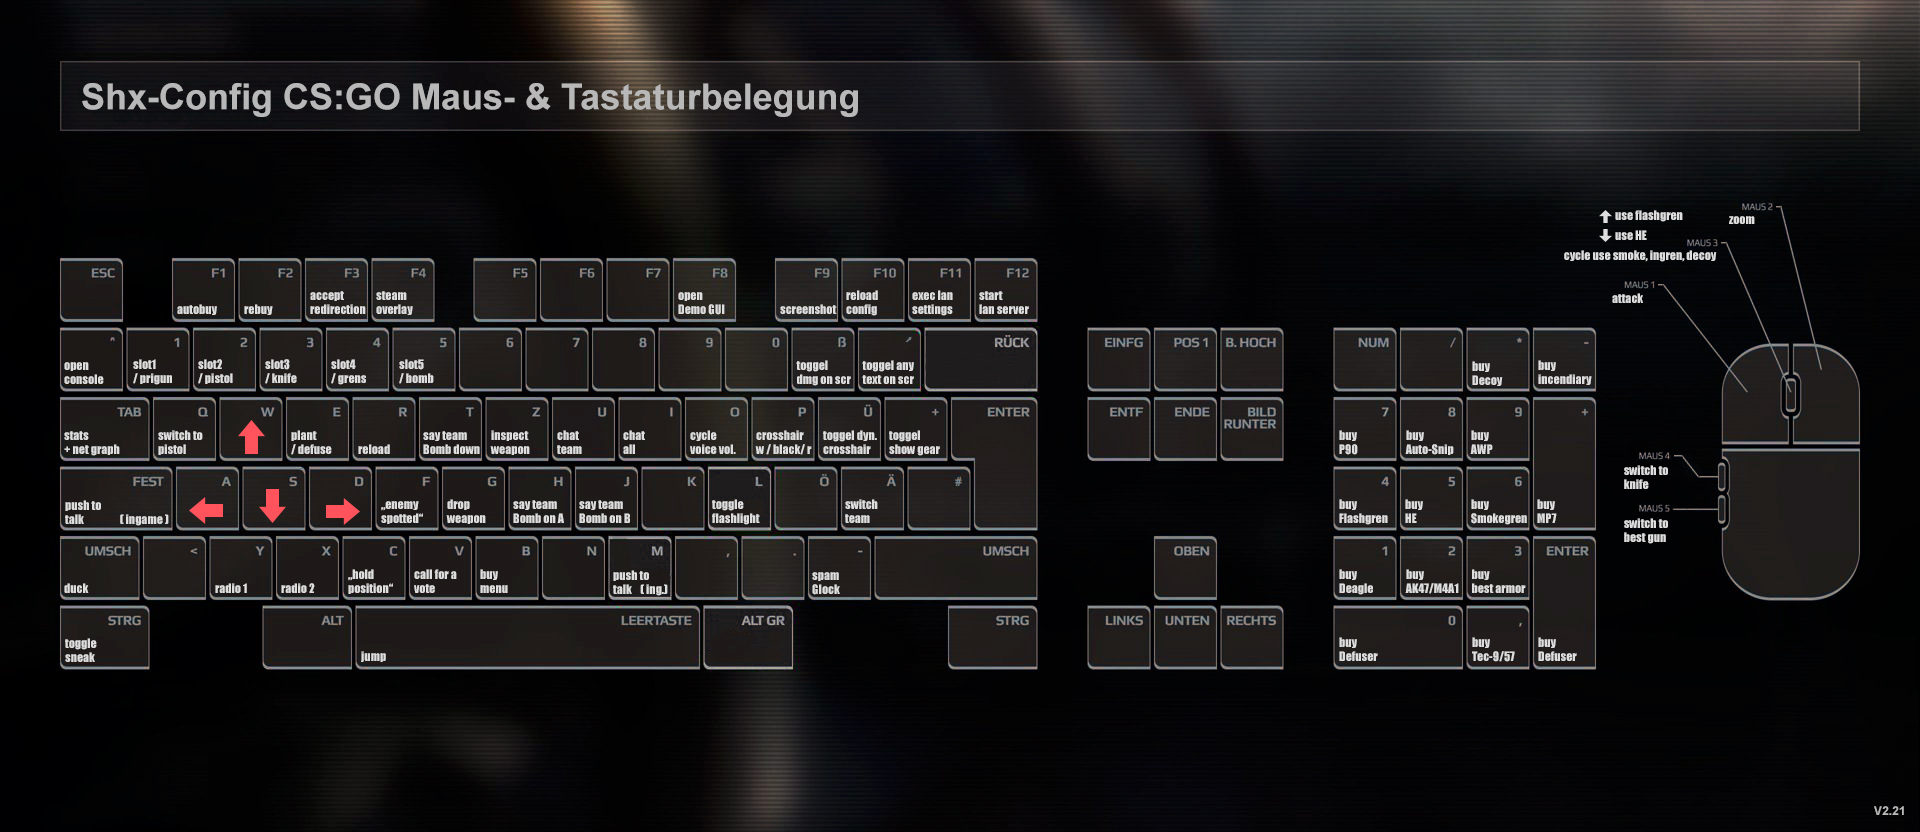 Shx-Config CS:GO Maus- & Tastaturbelegung
use flashgren
MAUS 2
zoom
use HE
MAUS 3
cycle use smoke, ingren, decoy
MAUS 1
attack
ESC
F1
autobuy
F2
rebuy
F3
accept
redirection
F4
steam
overlay
F5
F6
F7
F8
open
Demo GUI
F9
screenshot
F10
reload
config
F11
exec lan
settings
F12
start
lan server
^
open
console
1
slot1
/ prigun
2
slot2
/ pistol
3
slot3
/ knife
4
slot4
/ grens
5
slot5
/ bomb
6
7
8
9
0
ß
toggel
dmg on scr
´
toggel any
text on scr
RÜCK
EINFG
POS 1
B. HOCH
NUM
/
*
buy
Decoy
-
buy
incendiary
TAB
stats
+ net graph
Q
switch to
pistol
W
E
plant
/ defuse
R
reload
T
say team
Bomb down
Z
inspect
weapon
U
chat
team
I
chat
all
O
cycle
voice vol.
P
crosshair
w / black/ r
Ü
toggel dyn.
crosshair
+
toggel
show gear
ENTER
ENTF
ENDE
BILD
RUNTER
7
buy
P90
8
buy
Auto-Snip
9
buy
AWP
+
buy
MP7
FEST
push to
talk ( ingame )
A
S
D
F
„enemy
spotted“
G
drop
weapon
H
say team
Bomb on A
J
say team
Bomb on B
K
L
toggle
flashlight
Ö
Ä
switch
team
#
4
buy
Flashgren
5
buy
HE
6
buy
Smokegren
MAUS 4
switch to
knife
MAUS 5
switch to
best gun
UMSCH
duck
<
Y
radio 1
X
radio 2
C
„hold
position“
V
call for a
vote
B
buy
menu
N
M
push to
talk ( ing.)
,
.
-
spam
Glock
UMSCH
OBEN
1
buy
Deagle
2
buy
AK47/M4A1
3
buy
best armor
ENTER
buy
Defuser
STRG
toggle
sneak
ALT
LEERTASTE
jump
ALT GR
STRG
LINKS
UNTEN
RECHTS
0
buy
Defuser
,
buy
Tec-9/57
V2.21